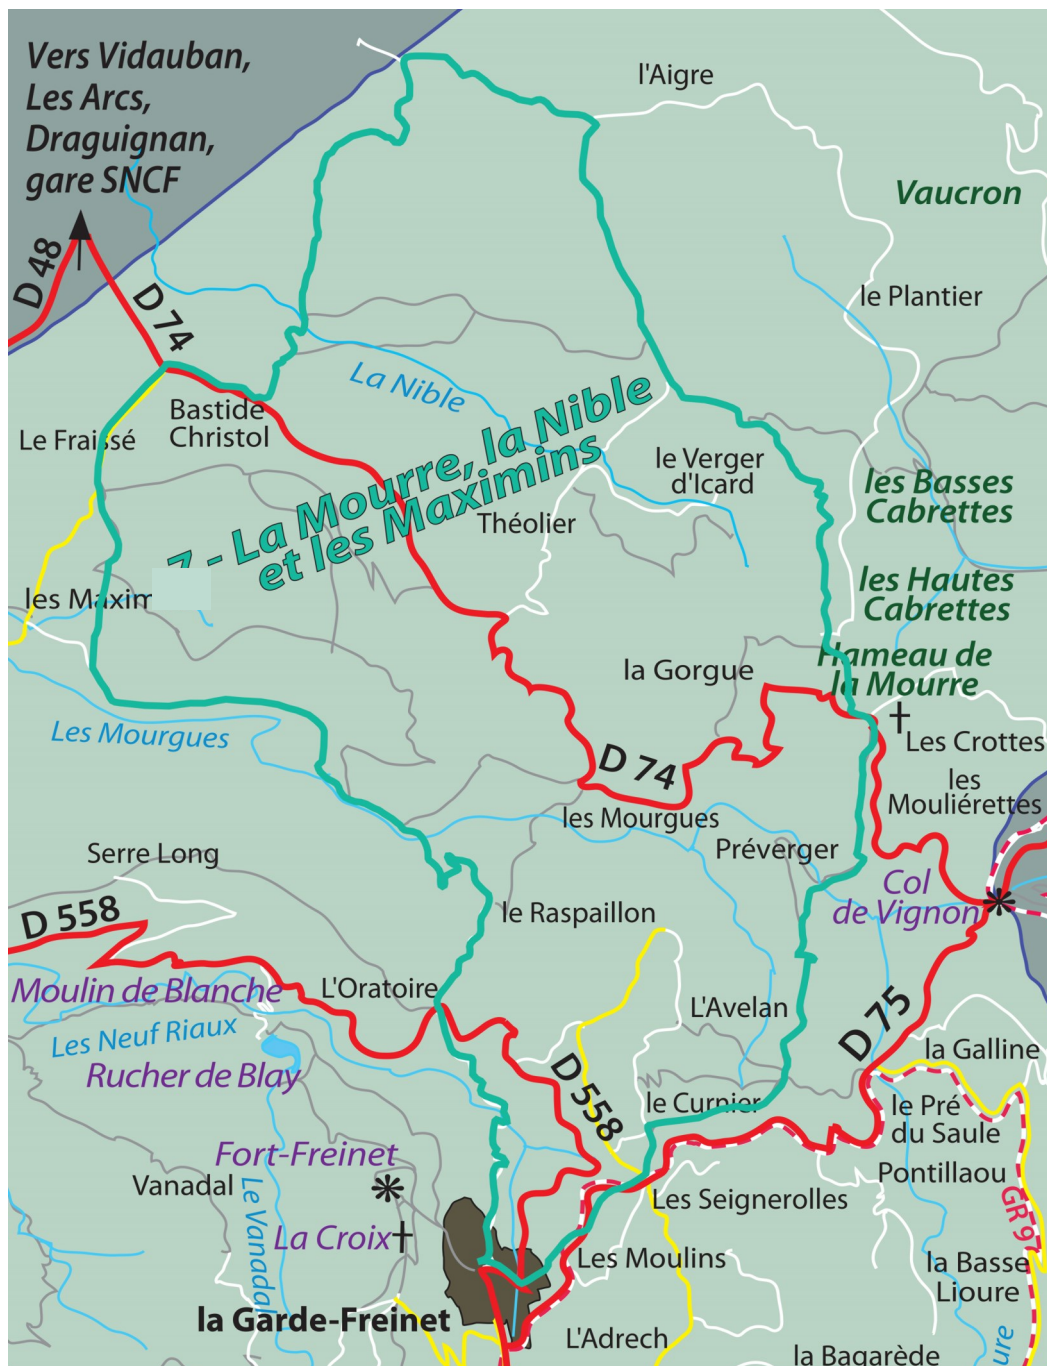 Vers Vidauban,
Les Arcs,
Draguignan,
gare SNCF
l'Aigre
Vaucron
D 48
D 74
le Plantier
La Nible
Bastide
Christol
Le Fraissé
7 - La Mourre, la Nible
et les Maximins
le Verger
d'Icard
Théolier
les Basses
Cabrettes
les Hautes
Cabrettes
les Maxim
Hameau de
la Mourre
la Gorgue
Les Mourgues
Les Crottes
D 74
les
Mouliérettes
les Mourgues
Préverger
Serre Long
Col
de Vignon
D 558
le Raspaillon
Moulin de Blanche
L'Oratoire
L'Avelan
D 75
Les Neuf Riaux
la Galline
Rucher de Blay
D 558
le Curnier
le Pré
du Saule
Fort-Freinet
Vanadal
Pontillaou
Le Vanadal
Les Seignerolles
GR 97
La Croix
Les Moulins
la Basse
Lioure
la Garde-Freinet
L'Adrech
la Bagarède
ure